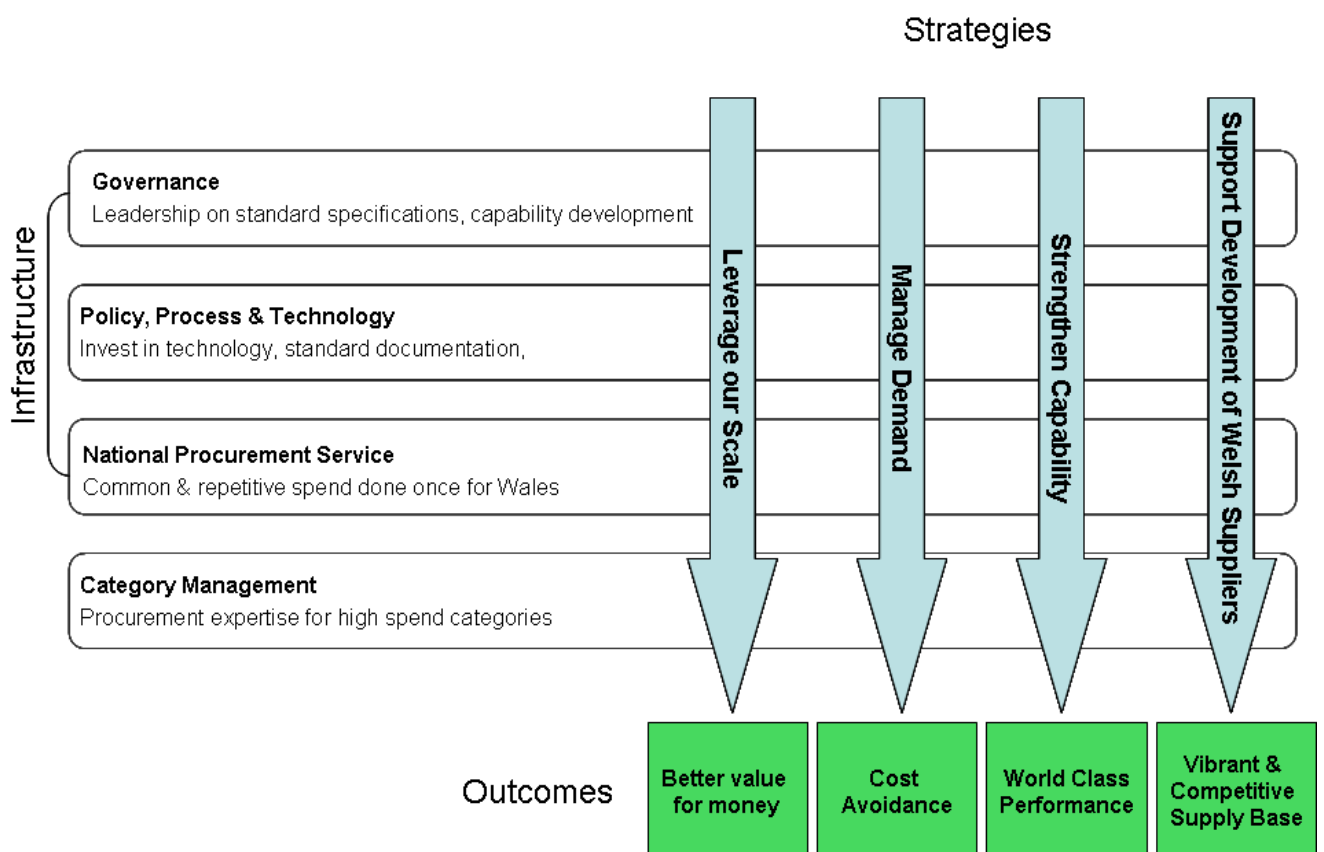 Strategies
Infrastructure
Governance
Leadership on standard specifications, capability development
Policy, Process & Technology
Invest in technology, standard documentation,
National Procurement Service
Common & repetitive spend done once for Wales
Category Management
Procurement expertise for high spend categories
Leverage our Scale
Manage Demand
Strengthen Capability
Support Development of Welsh Suppliers
Outcomes
Better value
for money
Cost
Avoidance
World Class
Performance
Vibrant &
Competitive
Supply Base